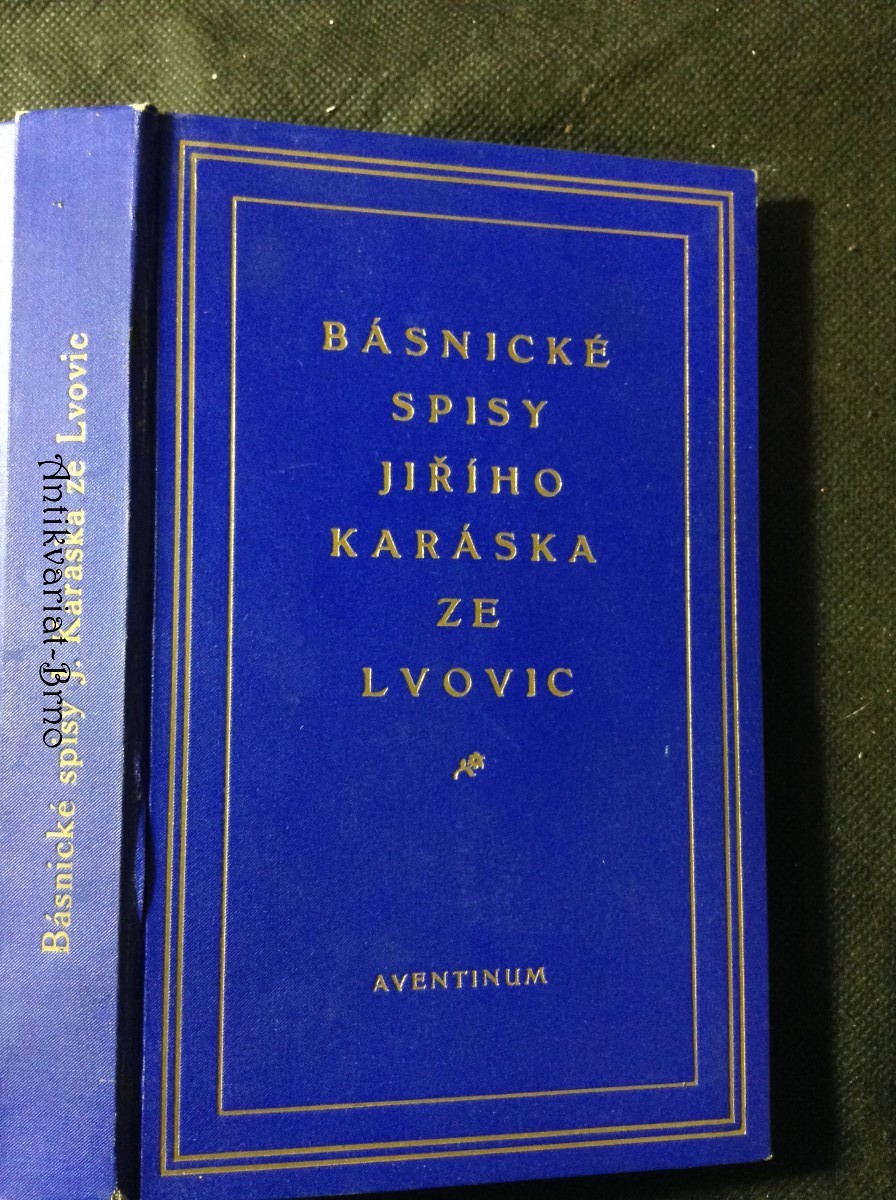 BÁSNICKÉ
SPISY
JIŘÍHO
KARÁSKA
ZE
LVOVIC
AVENTINUM
Básnické spisy J. Karáska ze Lvovic
Antikvariat-Brno